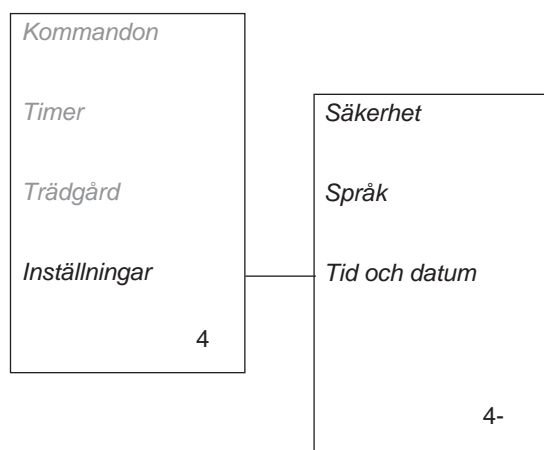 Kommandon
Timer
Trädgård
Inställningar
4
Säkerhet
Språk
Tid och datum
4-